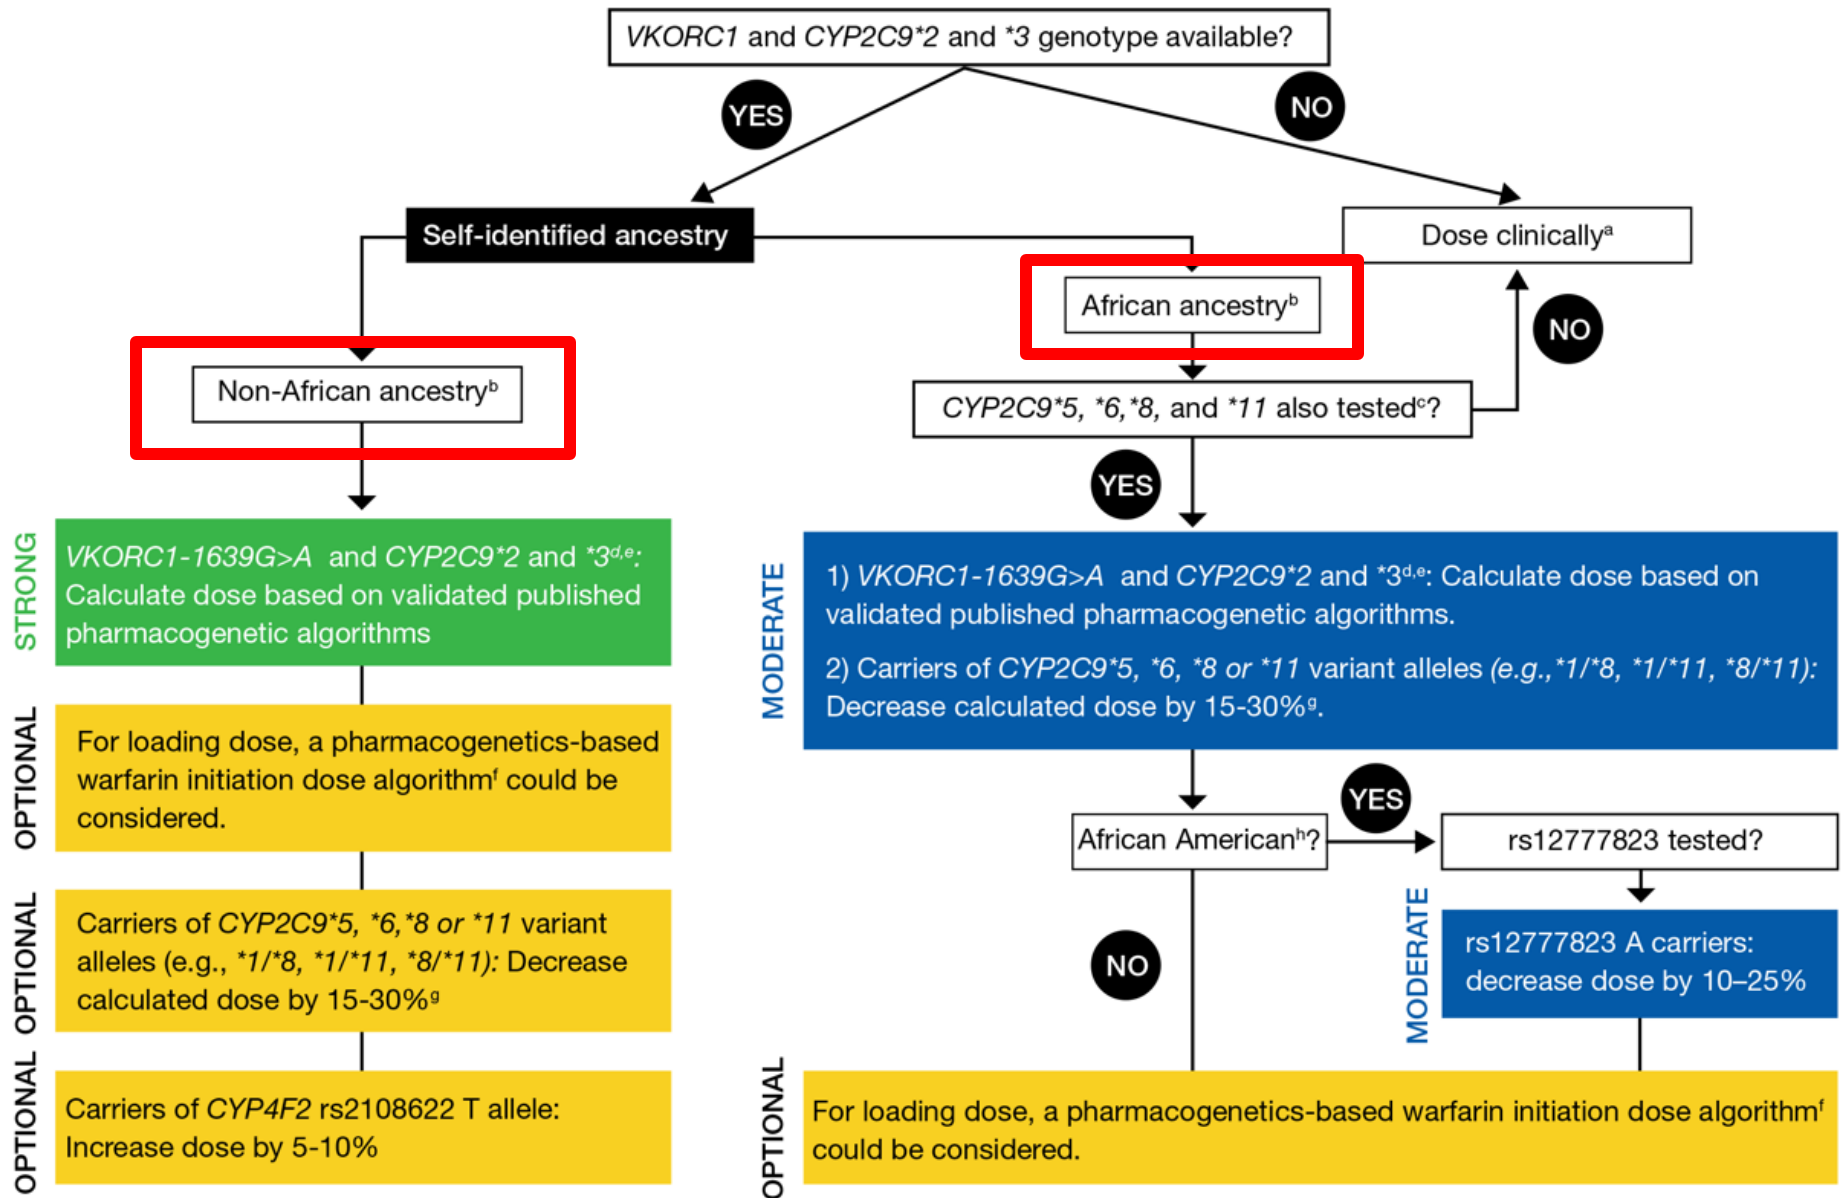 VKORC1 and CYP2C9*2 and *3 genotype available?
YES
NO
Self-identified ancestry
Dose clinicallyᵃ
African ancestryᵇ
NO
Non-African ancestryᵇ
CYP2C9*5, *6,*8, and *11 also testedᶜ?
YES
STRONG
VKORC1-1639G>A and CYP2C9*2 and *3ᵈ,ᵉ:
Calculate dose based on validated published
pharmacogenetic algorithms
MODERATE
1) VKORC1-1639G>A and CYP2C9*2 and *3ᵈ,ᵉ: Calculate dose based on
validated published pharmacogenetic algorithms.
2) Carriers of CYP2C9*5, *6, *8 or *11 variant alleles (e.g.,*1/*8, *1/*11, *8/*11):
Decrease calculated dose by 15-30%ᵍ.
OPTIONAL
For loading dose, a pharmacogenetics-based
warfarin initiation dose algorithmᶠ could be
considered.
African Americanʰ?
YES
rs12777823 tested?
OPTIONAL
Carriers of CYP2C9*5, *6,*8 or *11 variant
alleles (e.g., *1/*8, *1/*11, *8/*11): Decrease
calculated dose by 15-30%ᵍ
NO
MODERATE
rs12777823 A carriers:
decrease dose by 10–25%
OPTIONAL
Carriers of CYP4F2 rs2108622 T allele:
Increase dose by 5-10%
OPTIONAL
For loading dose, a pharmacogenetics-based warfarin initiation dose algorithmᶠ
could be considered.